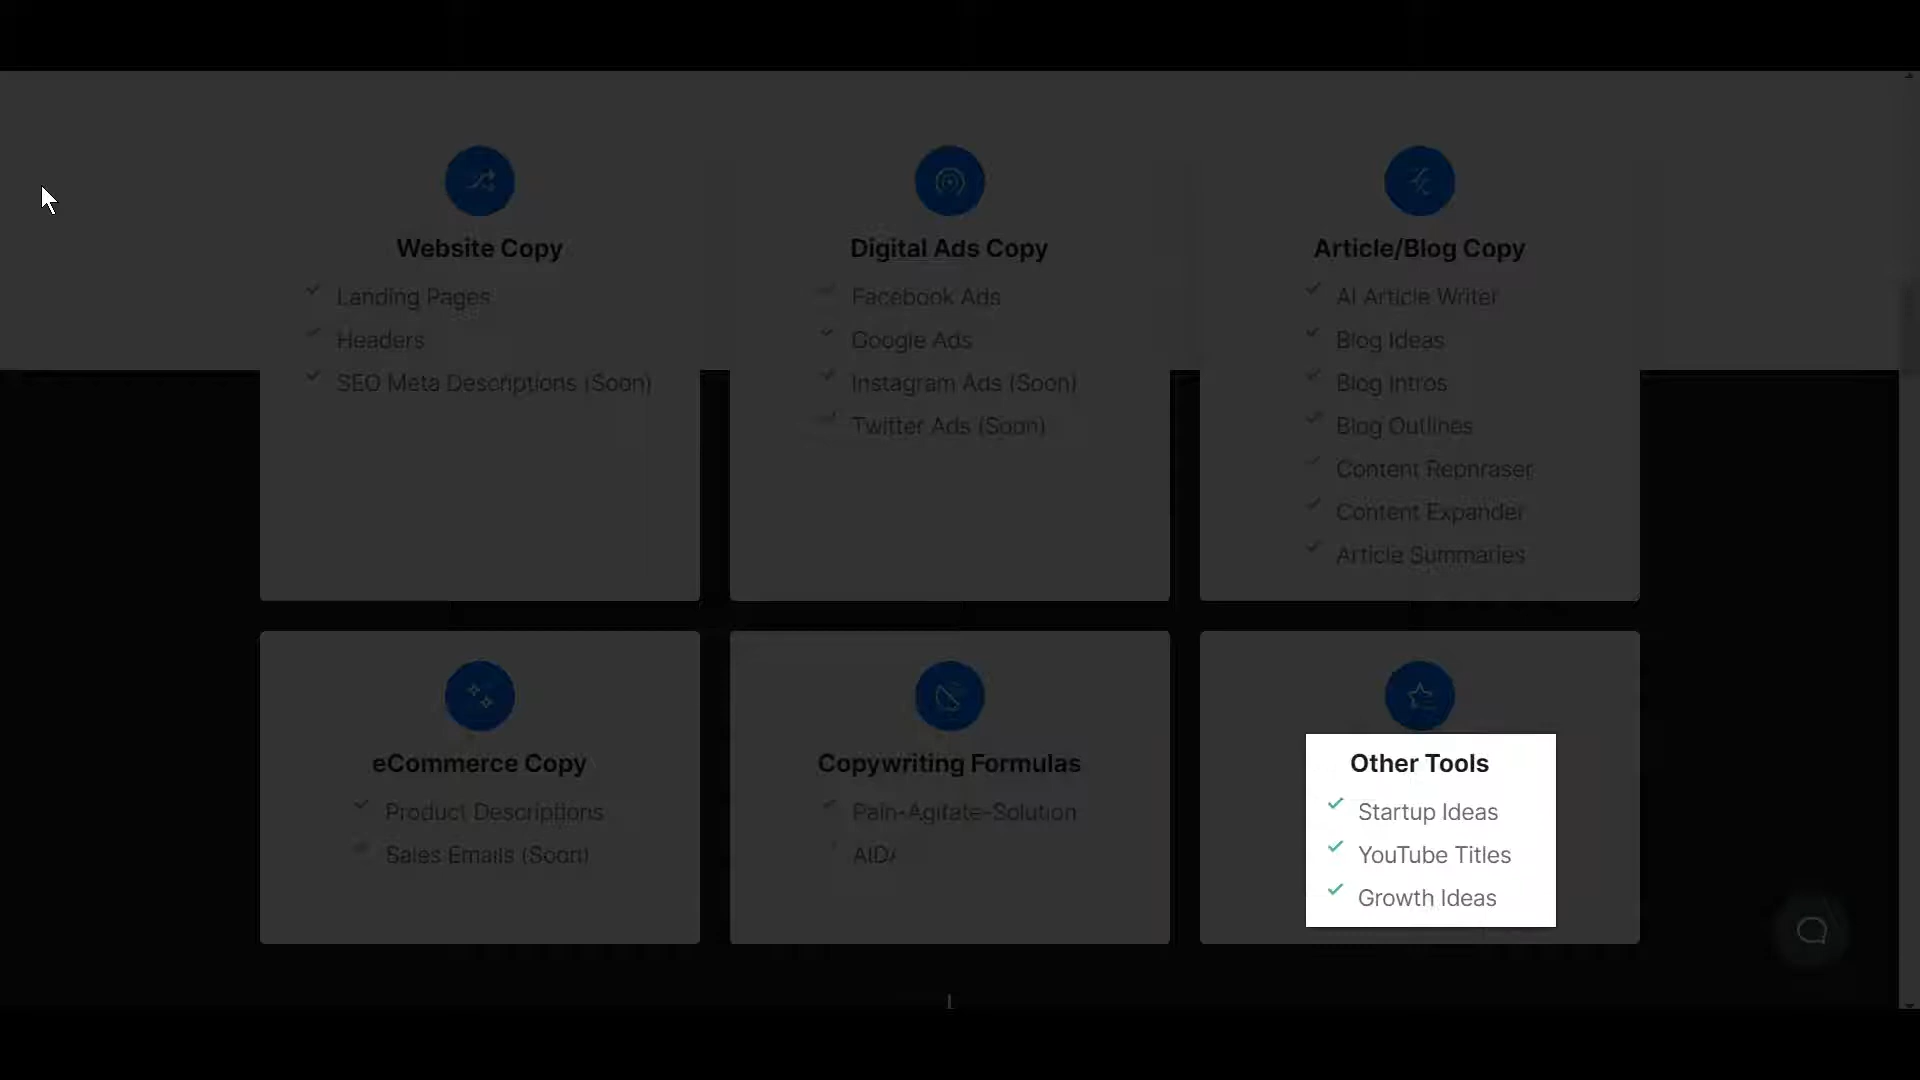 Website Copy
Landing Pages
Headers
SEO Meta Descriptions (Soon)
Digital Ads Copy
Facebook Ads
Google Ads
Instagram Ads (Soon)
Twitter Ads (Soon)
Article/Blog Copy
AI Article Writer
Blog Ideas
Blog Intros
Blog Outlines
Content Rephraser
Content Expander
Article Summaries
eCommerce Copy
Product Descriptions
Sales Emails (Soon)
Copywriting Formulas
Pain-Agitate-Solution
AIDA
Other Tools
Startup Ideas
YouTube Titles
Growth Ideas